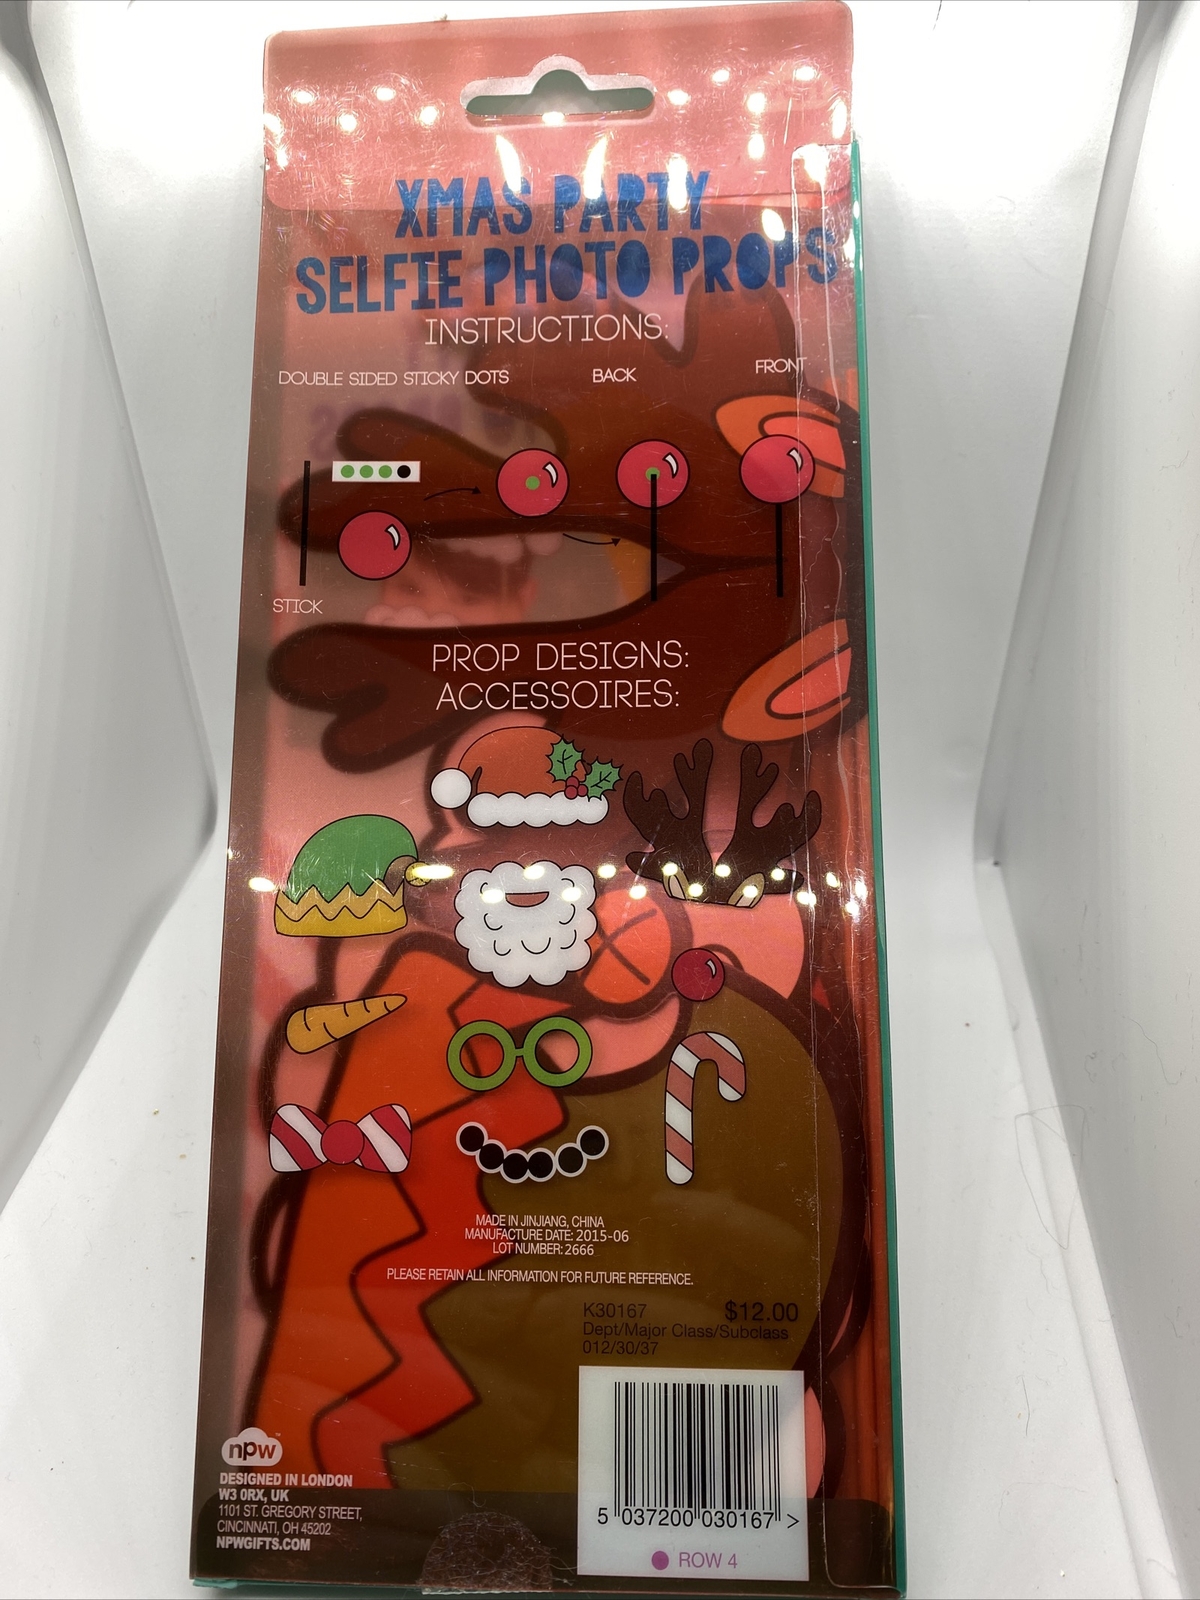 XMAS PARTY
SELFIE PHOTO PROPS
INSTRUCTIONS:
DOUBLE SIDED STICKY DOTS
BACK
FRONT
STICK
PROP DESIGNS:
ACCESSOIRES:
MADE IN JINJIANG, CHINA
MANUFACTURE DATE: 2015-06
LOT NUMBER: 2666
PLEASE RETAIN ALL INFORMATION FOR FUTURE REFERENCE.
K30167 $12.00
Dept/Major Class/Subclass
012/30/37
npw
DESIGNED IN LONDON
W3 0RX, UK
1101 ST. GREGORY STREET,
CINCINNATI, OH 45202
NPWGIFTS.COM
5 037200 030167 >
ROW 4